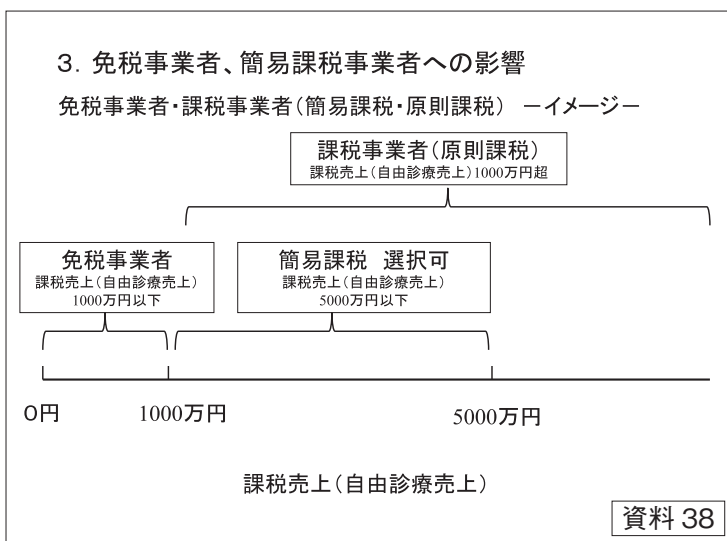 3. 免税事業者、簡易課税事業者への影響
免税事業者・課税事業者(簡易課税・原則課税) −イメージ−
課税事業者(原則課税)
課税売上(自由診療売上)1000万円超
免税事業者
課税売上(自由診療売上)
1000万円以下
簡易課税 選択可
課税売上(自由診療売上)
5000万円以下
0円
1000万円
5000万円
課税売上(自由診療売上)
資料 38